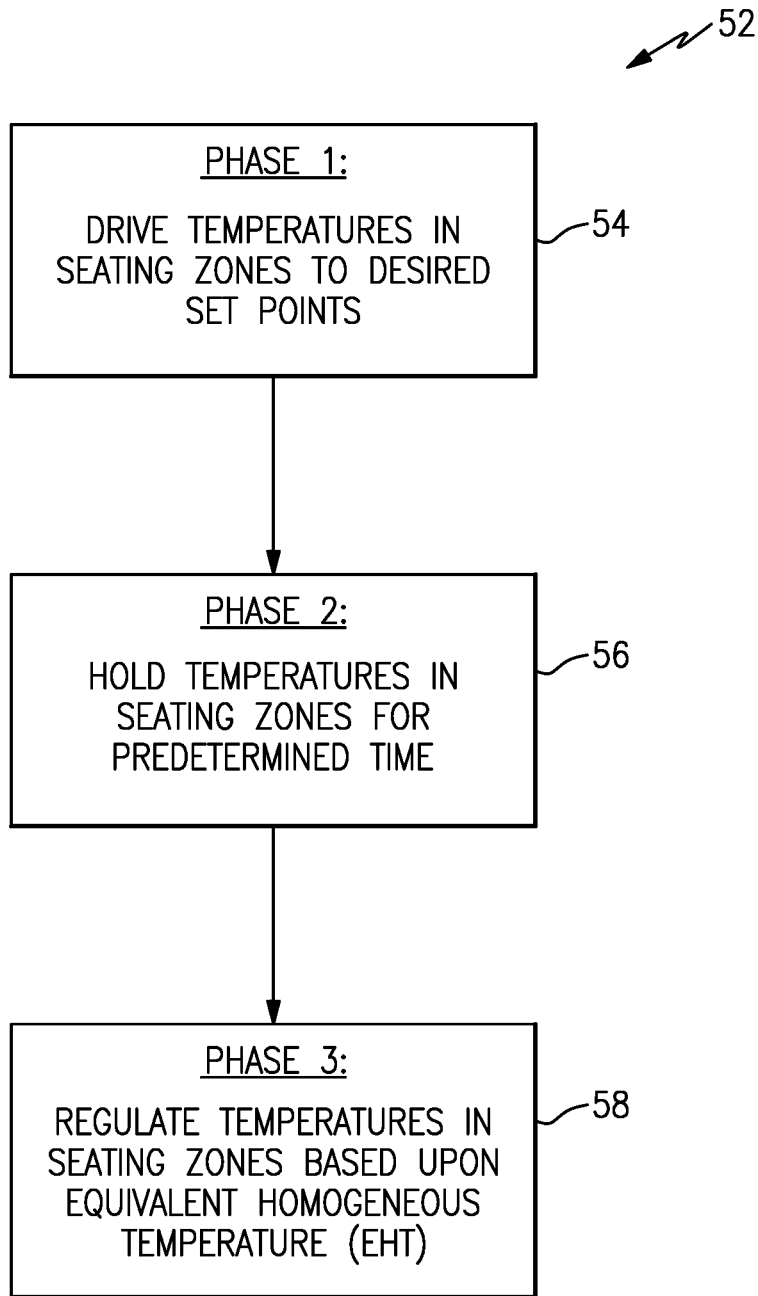 52
PHASE 1:
DRIVE TEMPERATURES IN
SEATING ZONES TO DESIRED
SET POINTS
54
PHASE 2:
HOLD TEMPERATURES IN
SEATING ZONES FOR
PREDETERMINED TIME
56
PHASE 3:
REGULATE TEMPERATURES IN
SEATING ZONES BASED UPON
EQUIVALENT HOMOGENEOUS
TEMPERATURE (EHT)
58